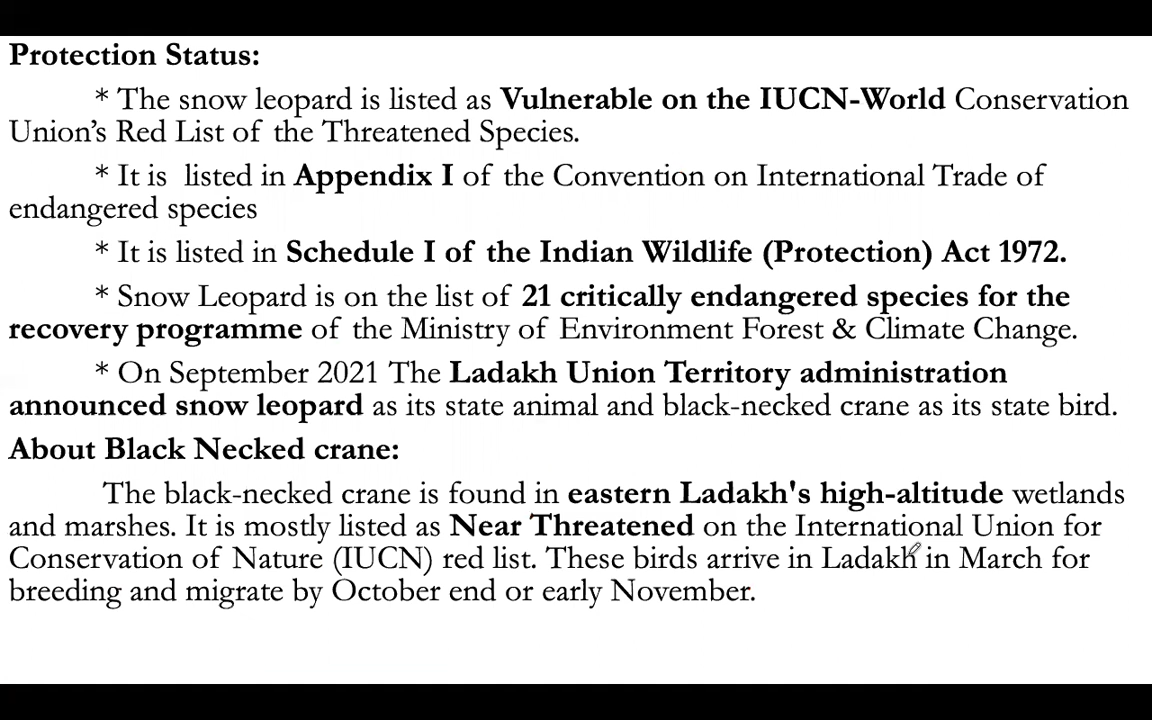 Protection Status:
* The snow leopard is listed as Vulnerable on the IUCN-World Conservation
Union's Red List of the Threatened Species.
* It is listed in Appendix I of the Convention on International Trade of
endangered species
* It is listed in Schedule I of the Indian Wildlife (Protection) Act 1972.
* Snow Leopard is on the list of 21 critically endangered species for the
recovery programme of the Ministry of Environment Forest & Climate Change.
* On September 2021 The Ladakh Union Territory administration
announced snow leopard as its state animal and black-necked crane as its state bird.
About Black Necked crane:
The black-necked crane is found in eastern Ladakh's high-altitude wetlands
and marshes. It is mostly listed as Near Threatened on the International Union for
Conservation of Nature (IUCN) red list. These birds arrive in Ladakh in March for
breeding and migrate by October end or early November.